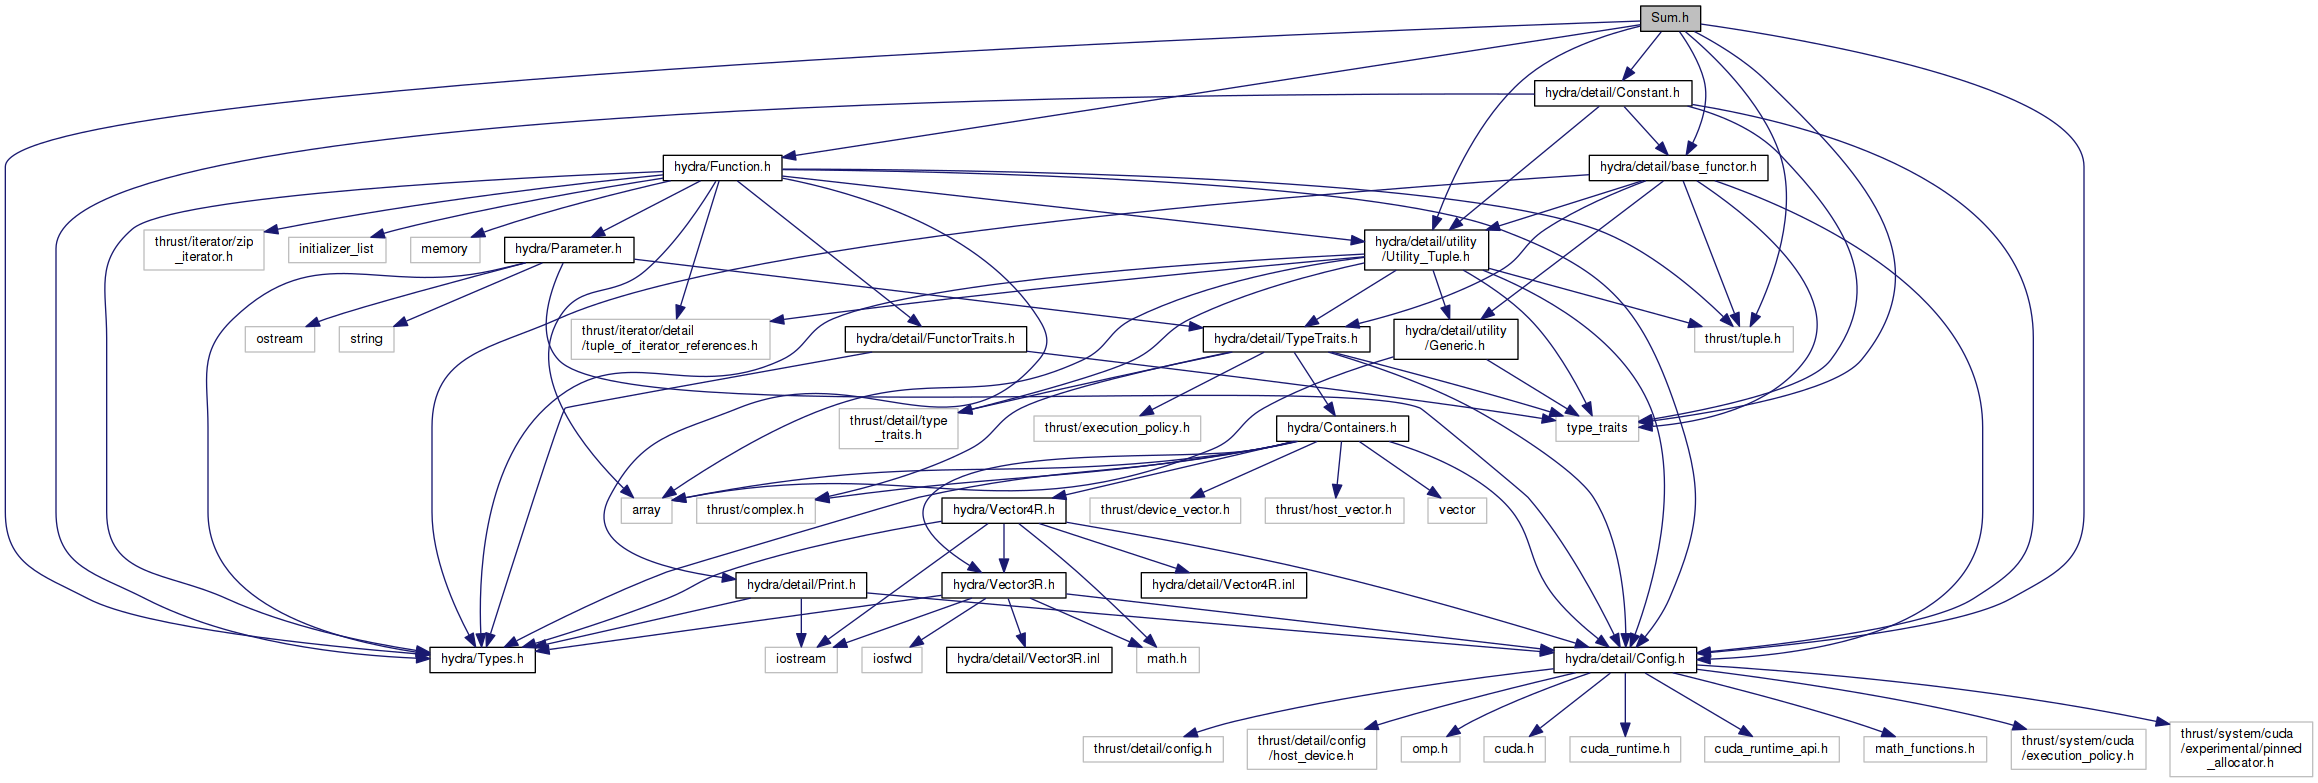 Sum.h
hydra/detail/Constant.h
hydra/Function.h
hydra/detail/base_functor.h
thrust/iterator/zip
_iterator.h
initializer_list
memory
hydra/Parameter.h
hydra/detail/utility
/Utility_Tuple.h
ostream
string
thrust/iterator/detail
/tuple_of_iterator_references.h
hydra/detail/FunctorTraits.h
hydra/detail/TypeTraits.h
hydra/detail/utility
/Generic.h
thrust/tuple.h
thrust/detail/type
_traits.h
thrust/execution_policy.h
hydra/Containers.h
type_traits
array
thrust/complex.h
hydra/Vector4R.h
thrust/device_vector.h
thrust/host_vector.h
vector
hydra/detail/Print.h
hydra/Vector3R.h
hydra/detail/Vector4R.inl
hydra/Types.h
iostream
iosfwd
hydra/detail/Vector3R.inl
math.h
hydra/detail/Config.h
thrust/detail/config.h
thrust/detail/config
/host_device.h
omp.h
cuda.h
cuda_runtime.h
cuda_runtime_api.h
math_functions.h
thrust/system/cuda
/execution_policy.h
thrust/system/cuda
/experimental/pinned
_allocator.h